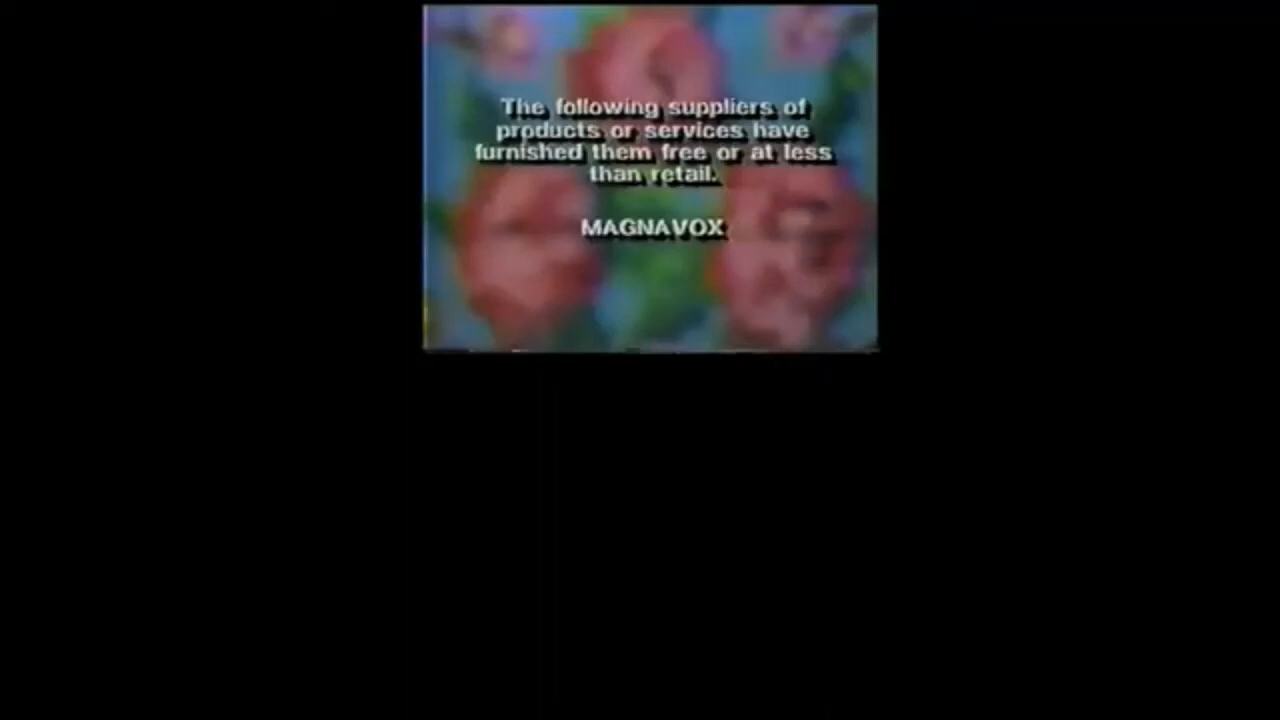 The following suppliers of
products or services have
furnished them free or at less
than retail.
MAGNAVOX